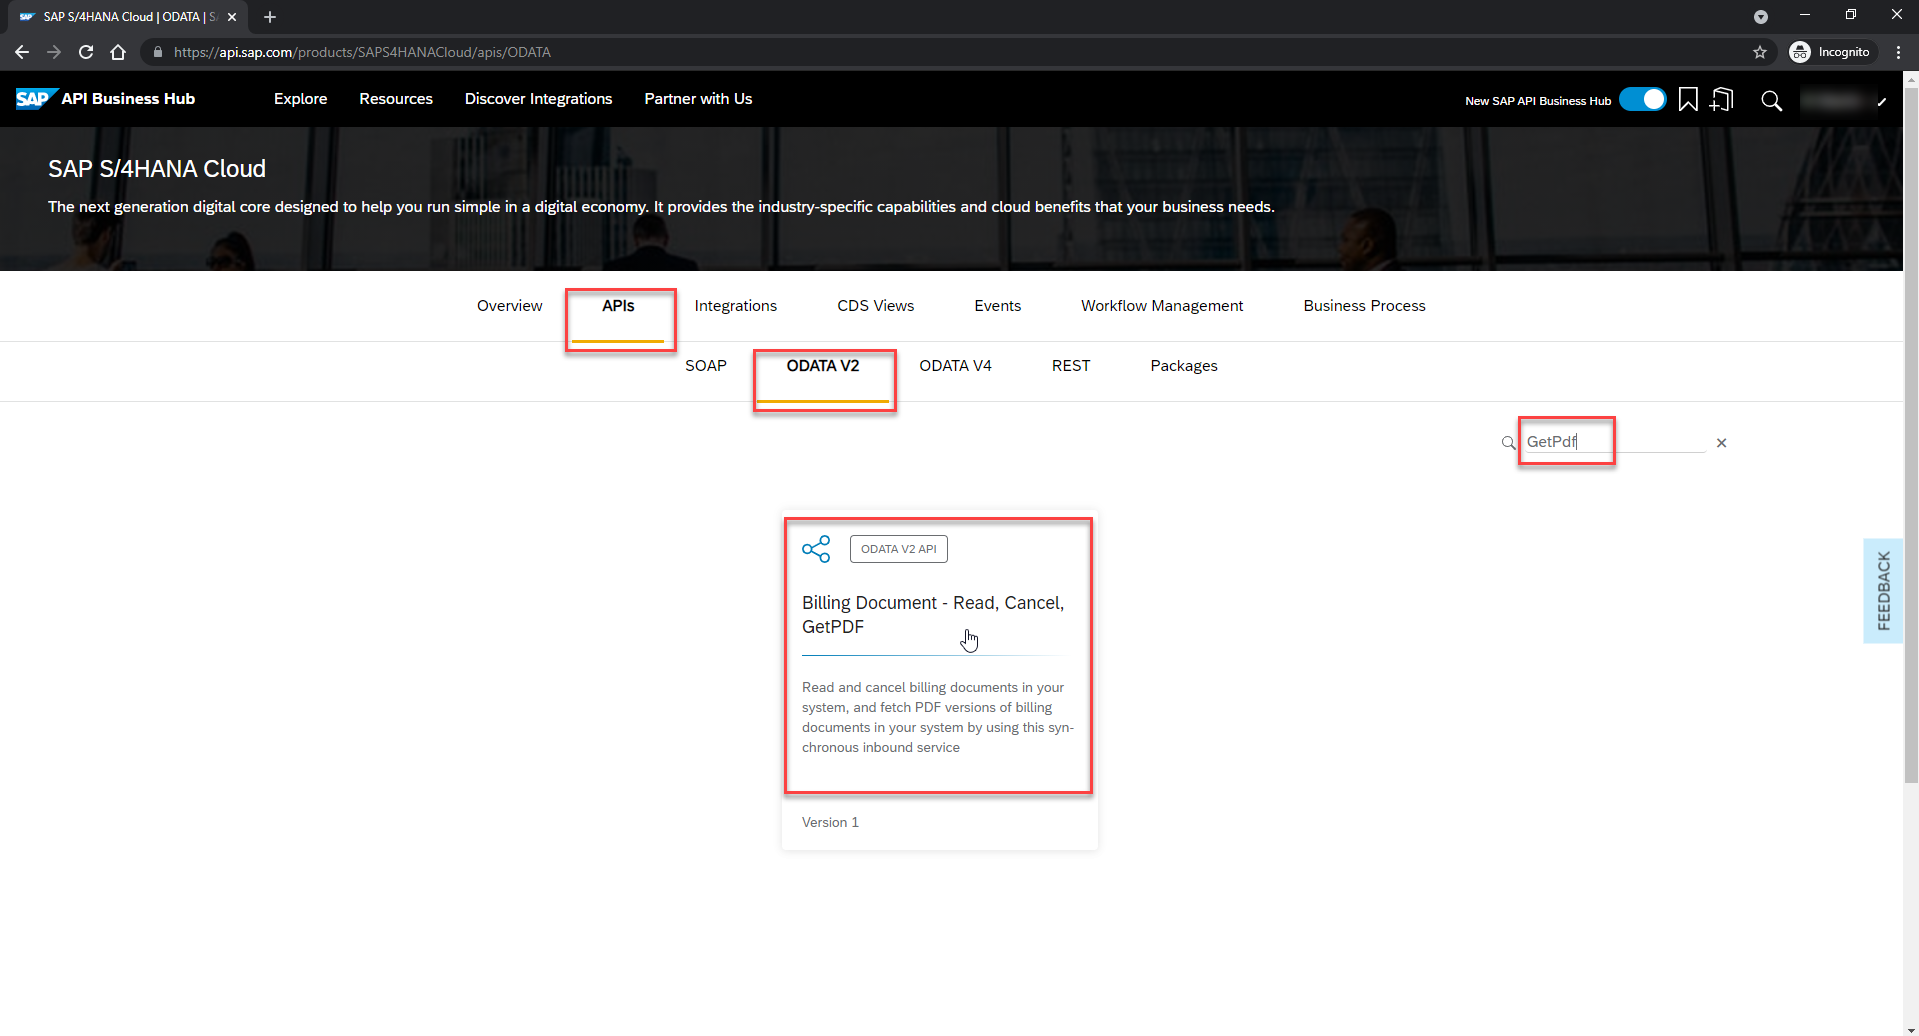 SAP S/4HANA Cloud | ODATA | S
https://api.sap.com/products/SAPS4HANACloud/apis/ODATA
Incognito
SAP API Business Hub
Explore
Resources
Discover Integrations
Partner with Us
New SAP API Business Hub
SAP S/4HANA Cloud
The next generation digital core designed to help you run simple in a digital economy. It provides the industry-specific capabilities and cloud benefits that your business needs.
Overview
APIs
Integrations
CDS Views
Events
Workflow Management
Business Process
SOAP
ODATA V2
ODATA V4
REST
Packages
GetPdf
ODATA V2 API
Billing Document - Read, Cancel,
GetPDF
Read and cancel billing documents in your
system, and fetch PDF versions of billing
documents in your system by using this syn-
chronous inbound service
Version 1
FEEDBACK